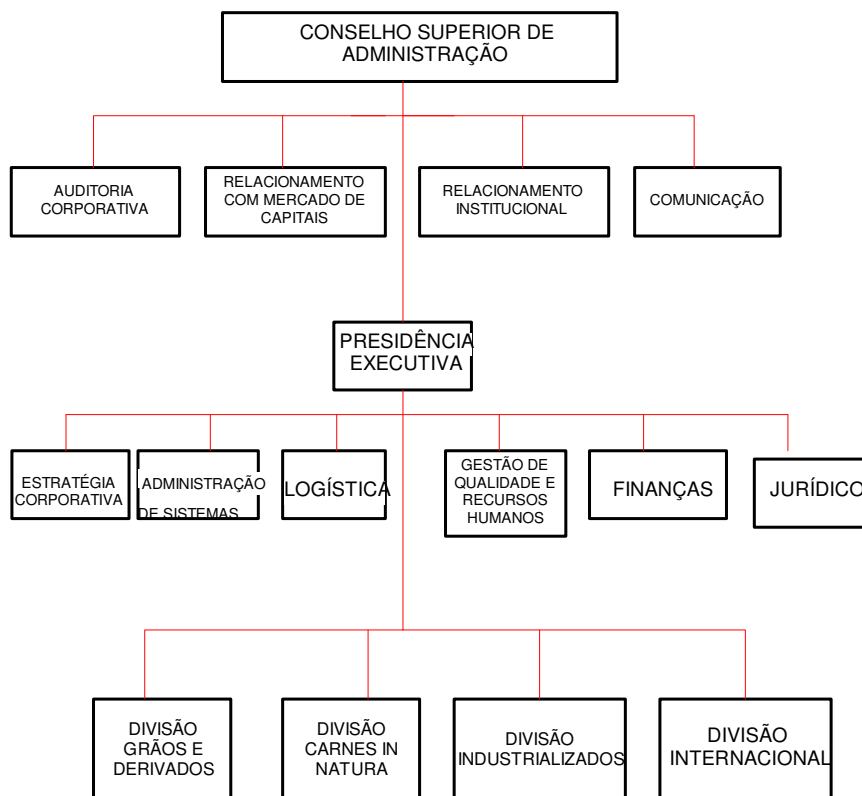 CONSELHO SUPERIOR DE
ADMINISTRAÇÃO
AUDITORIA
CORPORATIVA
RELACIONAMENTO
COM MERCADO DE
CAPITAIS
RELACIONAMENTO
INSTITUCIONAL
COMUNICAÇÃO
PRESIDÊNCIA
EXECUTIVA
ESTRATÉGIA
CORPORATIVA
ADMINISTRAÇÃO
DE SISTEMAS
LOGÍSTICA
GESTÃO DE
QUALIDADE E
RECURSOS
HUMANOS
FINANÇAS
JURÍDICO
DIVISÃO
GRÃOS E
DERIVADOS
DIVISÃO
CARNES IN
NATURA
DIVISÃO
INDUSTRIALIZADOS
DIVISÃO
INTERNACIONAL